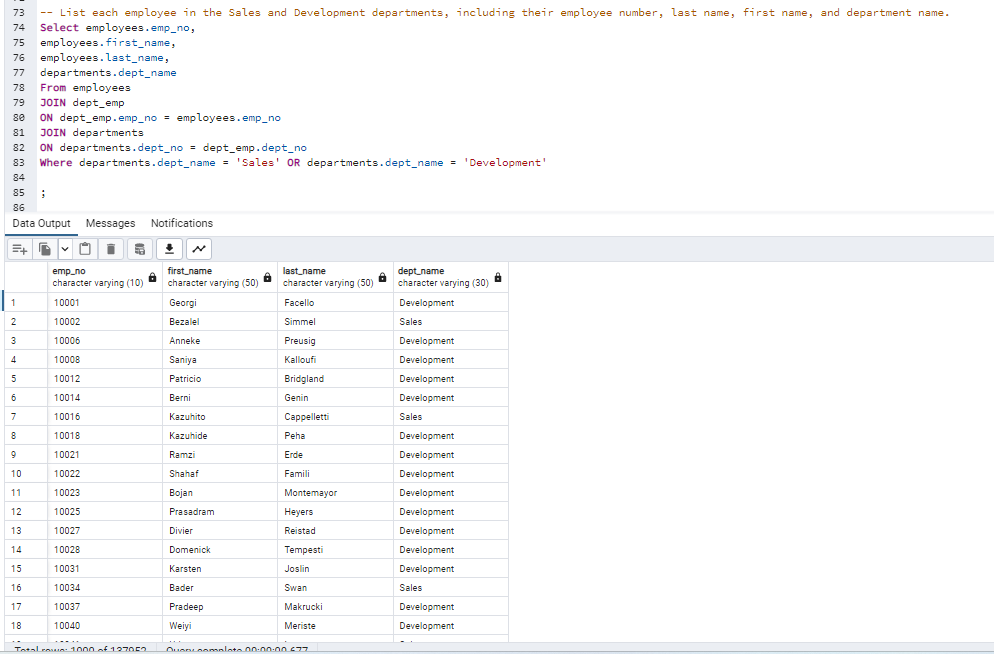 73 -- List each employee in the Sales and Development departments, including their employee number, last name, first name, and department name.
74 Select employees.emp_no,
75 employees.first_name,
76 employees.last_name,
77 departments.dept_name
78 From employees
79 JOIN dept_emp
80 ON dept_emp.emp_no = employees.emp_no
81 JOIN departments
82 ON departments.dept_no = dept_emp.dept_no
83 Where departments.dept_name = 'Sales' OR departments.dept_name = 'Development'
84
85 ;
86
Data Output Messages Notifications
emp_no first_name last_name dept_name
character varying (10) character varying (50) character varying (50) character varying (30)
1 10001 Georgi Facello Development
2 10002 Bezalel Simmel Sales
3 10006 Anneke Preusig Development
4 10008 Saniya Kalloufi Development
5 10012 Patricio Bridgland Development
6 10014 Berni Genin Development
7 10016 Kazuhito Cappelletti Sales
8 10018 Kazuhide Peha Development
9 10021 Ramzi Erde Development
10 10022 Shahaf Famili Development
11 10023 Bojan Montemayor Development
12 10025 Prasadram Heyers Development
13 10027 Divier Reistad Development
14 10028 Domenick Tempesti Development
15 10031 Karsten Joslin Development
16 10034 Bader Swan Sales
17 10037 Pradeep Makrucki Development
18 10040 Weiyi Meriste Development
Total rows: 1000 of 137952 Query complete 00:00:00.677